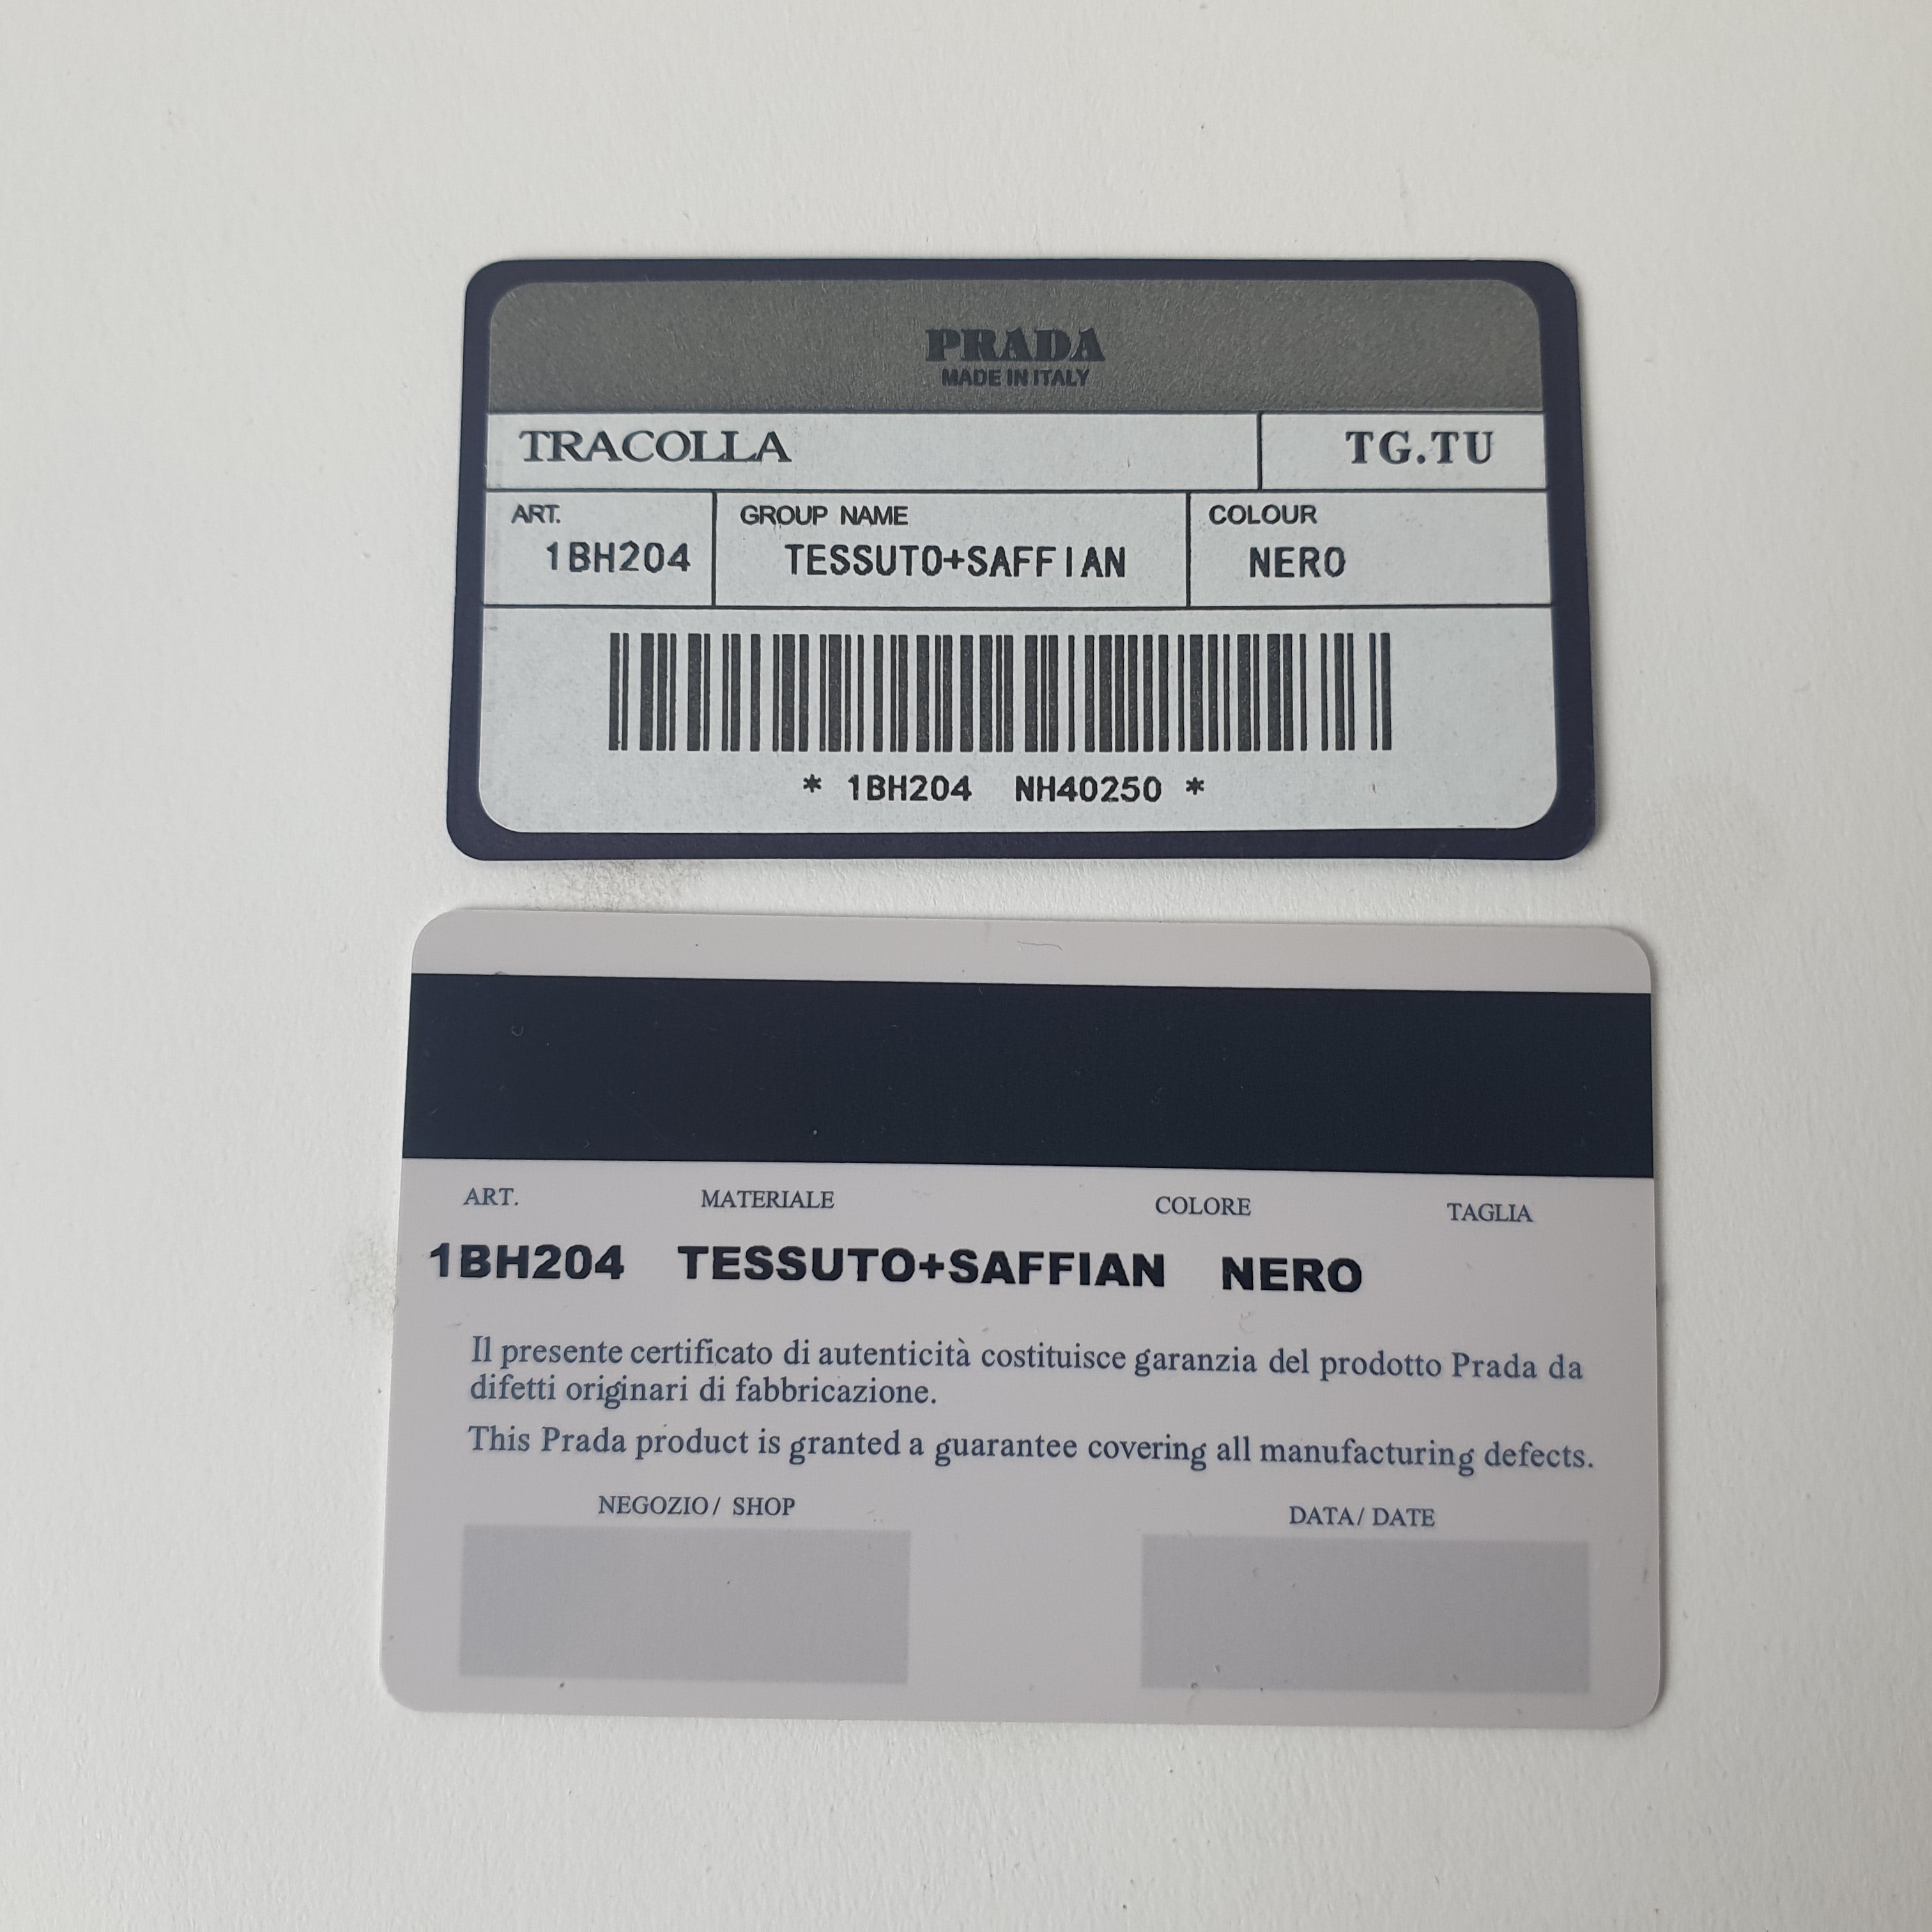 PRADA
MADE IN ITALY
TRACOLLA TG.TU
ART. GROUP NAME COLOUR
1BH204 TESSUTO+SAFFIAN NERO
* 1BH204 NH40250 *
ART. MATERIALE COLORE TAGLIA
1BH204 TESSUTO+SAFFIAN NERO
Il presente certificato di autenticità costituisce garanzia del prodotto Prada da
difetti originari di fabbricazione.
This Prada product is granted a guarantee covering all manufacturing defects.
NEGOZIO/ SHOP DATA/ DATE